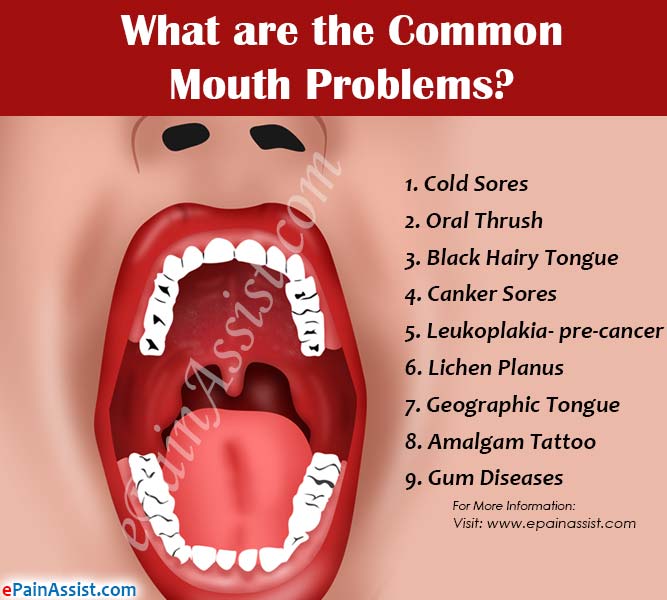 What are the Common
Mouth Problems?
1. Cold Sores
2. Oral Thrush
3. Black Hairy Tongue
4. Canker Sores
5. Leukoplakia- pre-cancer
6. Lichen Planus
7. Geographic Tongue
8. Amalgam Tattoo
9. Gum Diseases
For More Information:
Visit: www.epainassist.com
ePainAssist.com
ePainAssist.com